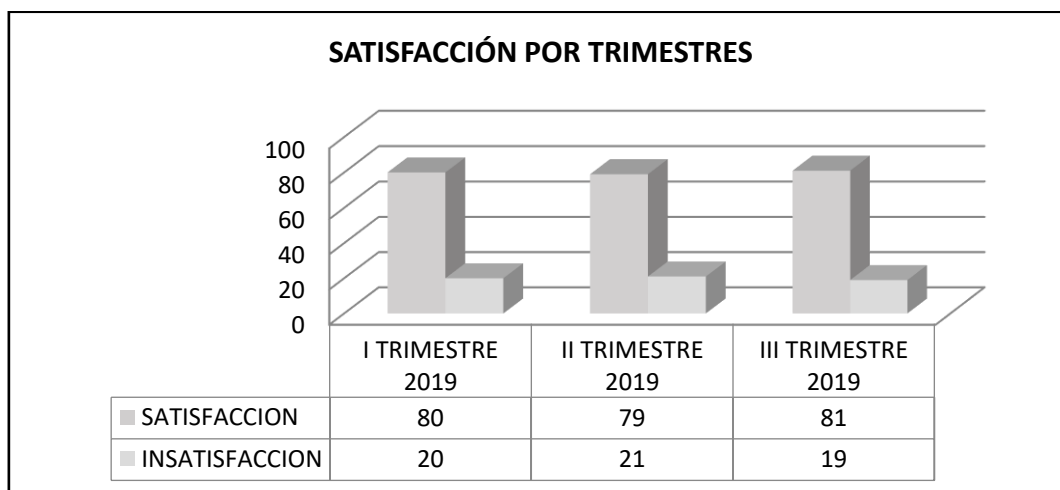 SATISFACCIÓN POR TRIMESTRES
100
80
60
40
20
0
I TRIMESTRE 2019
II TRIMESTRE 2019
III TRIMESTRE 2019
SATISFACCION 80 79 81
INSATISFACCION 20 21 19